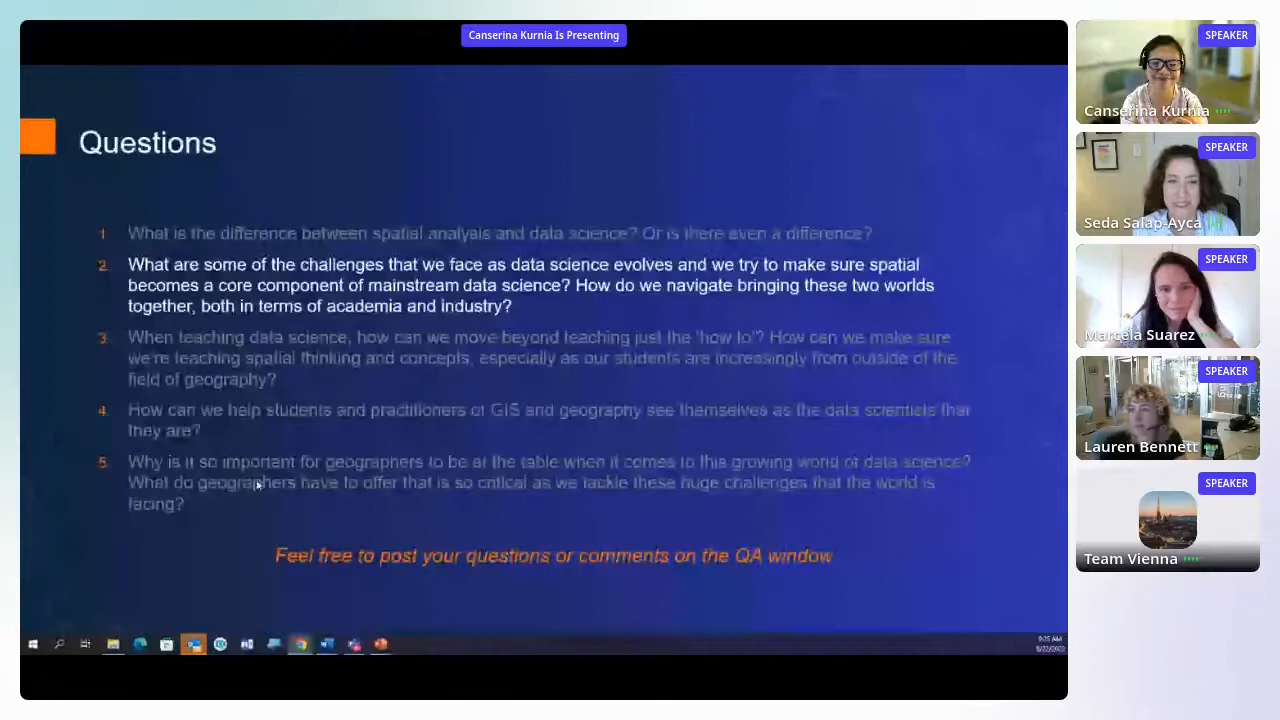 Canserina Kurnia Is Presenting
Questions
1. What is the difference between spatial analysis and data science? Or is there even a difference?
2. What are some of the challenges that we face as data science evolves and we try to make sure spatial
becomes a core component of mainstream data science? How do we navigate bringing these two worlds
together, both in terms of academia and industry?
3. When teaching data science, how can we move beyond teaching just the 'how to'? How can we make sure
we're teaching spatial thinking and concepts, especially as our students are increasingly from outside of the
field of geography?
4. How can we help students and practitioners of GIS and geography see themselves as the data scientists that
they are?
5. Why is it so important for geographers to be at the table when it comes to this growing world of data science?
What do geographers have to offer that is so critical as we tackle these huge challenges that the world is
facing?
Feel free to post your questions or comments on the QA window
SPEAKER
Canserina Kurnia
SPEAKER
Seda Salap-Ayca
SPEAKER
Marcela Suarez
SPEAKER
Lauren Bennett
SPEAKER
Team Vienna